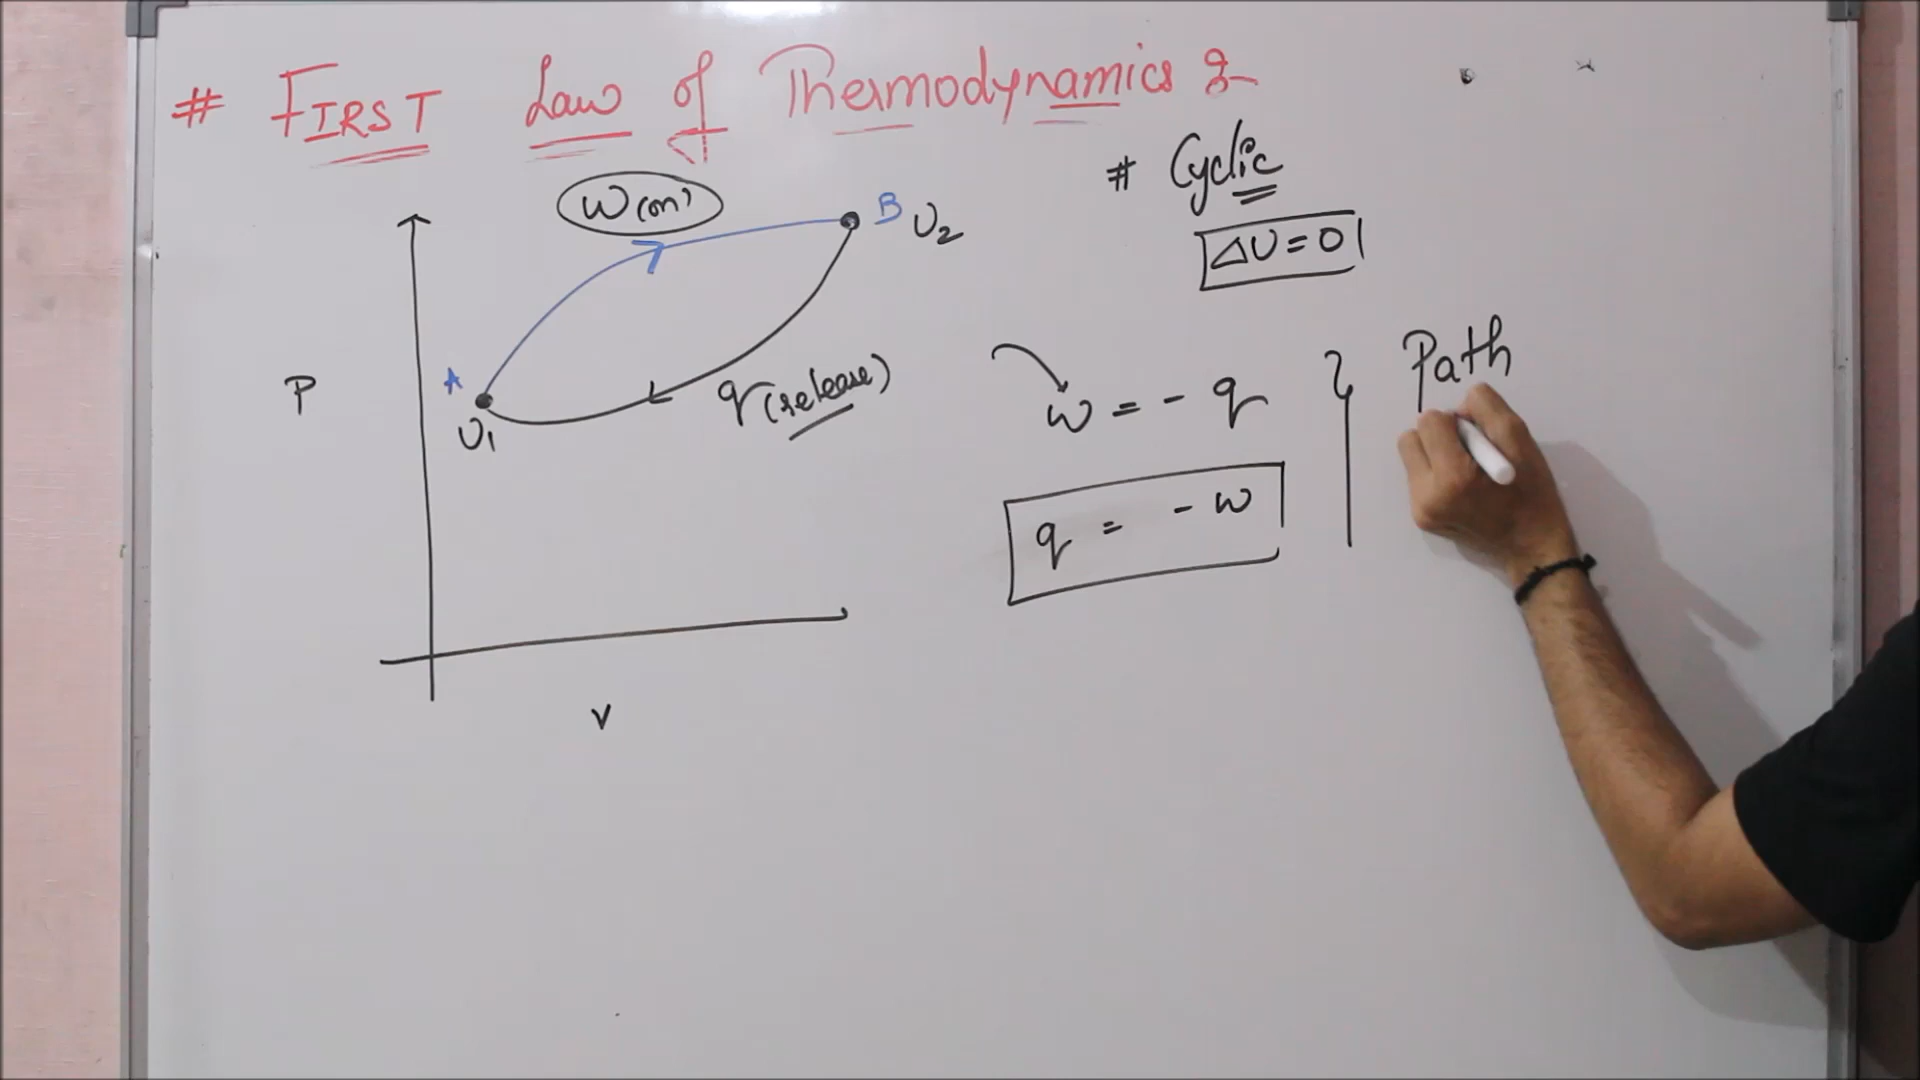 # FIRST Law of Thermodynamics :-
# Cyclic
ΔU = 0
W(on)
B U2
P
A
U1
q(release)
w = - q
Path
q = - w
V